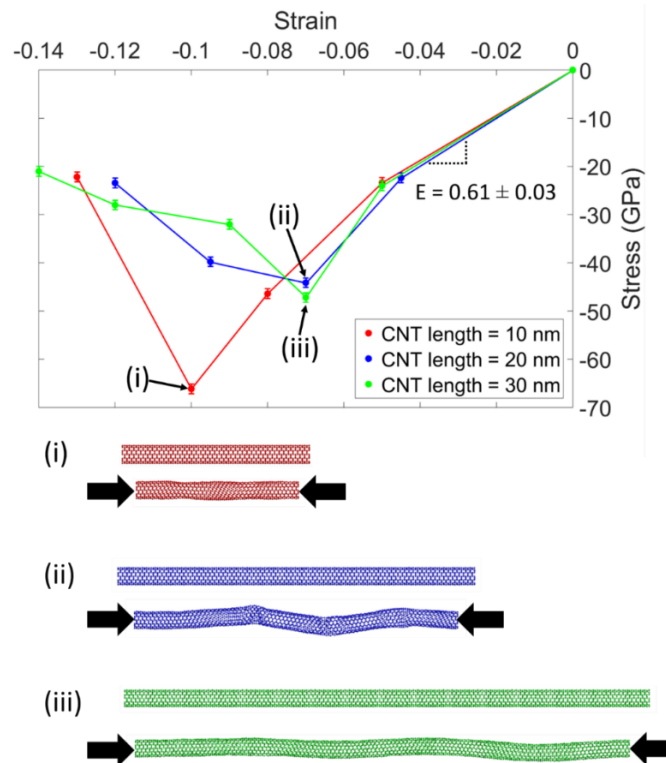 Strain
-0.14 -0.12 -0.1 -0.08 -0.06 -0.04 -0.02 0
0
-10
-20
-30
-40
-50
-60
-70
Stress (GPa)
E = 0.61 ± 0.03
(ii)
(iii)
(i)
CNT length = 10 nm
CNT length = 20 nm
CNT length = 30 nm
(i)
(ii)
(iii)